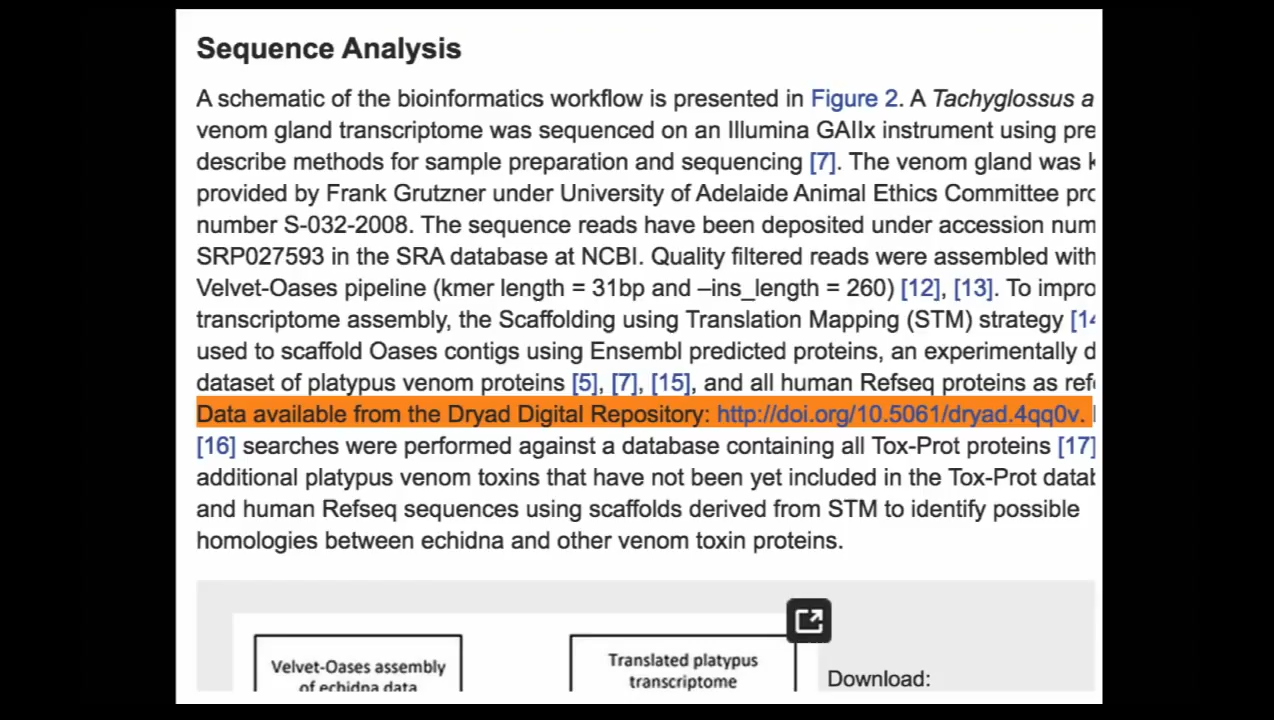 Sequence Analysis
A schematic of the bioinformatics workflow is presented in Figure 2. A Tachyglossus a
venom gland transcriptome was sequenced on an Illumina GAIIx instrument using pre
describe methods for sample preparation and sequencing [7]. The venom gland was
provided by Frank Grutzner under University of Adelaide Animal Ethics Committee pro
number S-032-2008. The sequence reads have been deposited under accession num
SRP027593 in the SRA database at NCBI. Quality filtered reads were assembled with
Velvet-Oases pipeline (kmer length = 31bp and –ins_length = 260) [12], [13]. To impro
transcriptome assembly, the Scaffolding using Translation Mapping (STM) strategy [14
used to scaffold Oases contigs using Ensembl predicted proteins, an experimentally d
dataset of platypus venom proteins [5], [7], [15], and all human Refseq proteins as refe
Data available from the Dryad Digital Repository: http://doi.org/10.5061/dryad.4qq0v.
[16] searches were performed against a database containing all Tox-Prot proteins [17]
additional platypus venom toxins that have not been yet included in the Tox-Prot datab
and human Refseq sequences using scaffolds derived from STM to identify possible
homologies between echidna and other venom toxin proteins.
Velvet-Oases assembly
of echidna data
Translated platypus
transcriptome
Download: